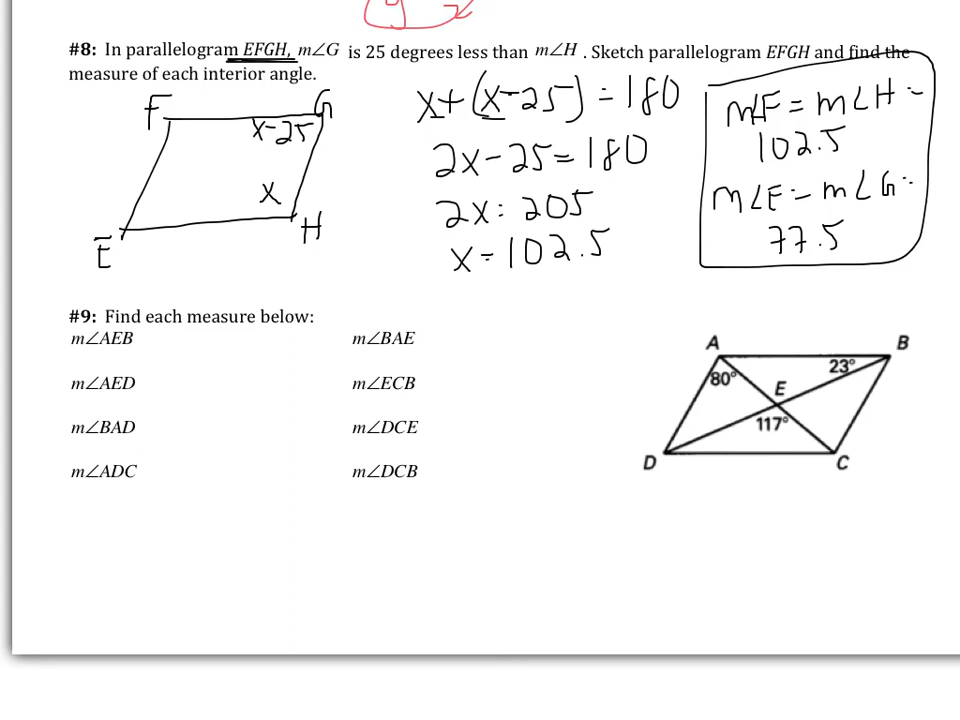 #8: In parallelogram EFGH, m∠G is 25 degrees less than m∠H . Sketch parallelogram EFGH and find the
measure of each interior angle.
F G
x-25
x
E H
x+(x-25)=180
2x-25=180
2x=205
x=102.5
m∠F=m∠H=
102.5
m∠E=m∠G=
77.5
#9: Find each measure below:
m∠AEB m∠BAE
m∠AED m∠ECB
m∠BAD m∠DCE
m∠ADC m∠DCB
A B
80° 23°
E
117°
D C